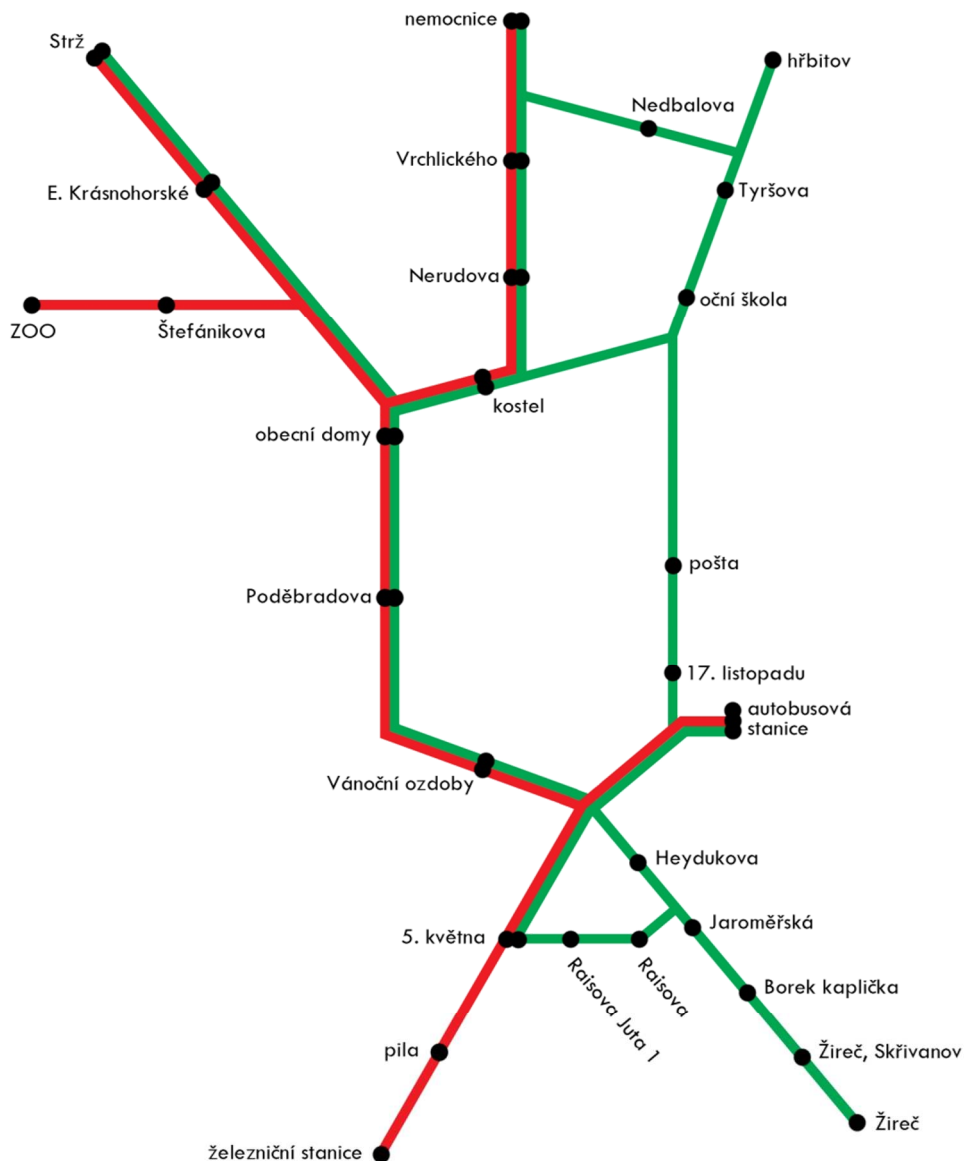 nemocnice
Strž
hřbitov
Nedbalova
Vrchlického
E. Krásnohorské
Tyršova
Nerudova
oční škola
ZOO
Štefánikova
kostel
obecní domy
pošta
Poděbradova
17. listopadu
autobusová
stanice
Vánoční ozdoby
Heydukova
Jaroměřská
5. května
Raisova Juta 1
Raisova
Borek kaplička
pila
Žireč, Skřivanov
Žireč
železniční stanice